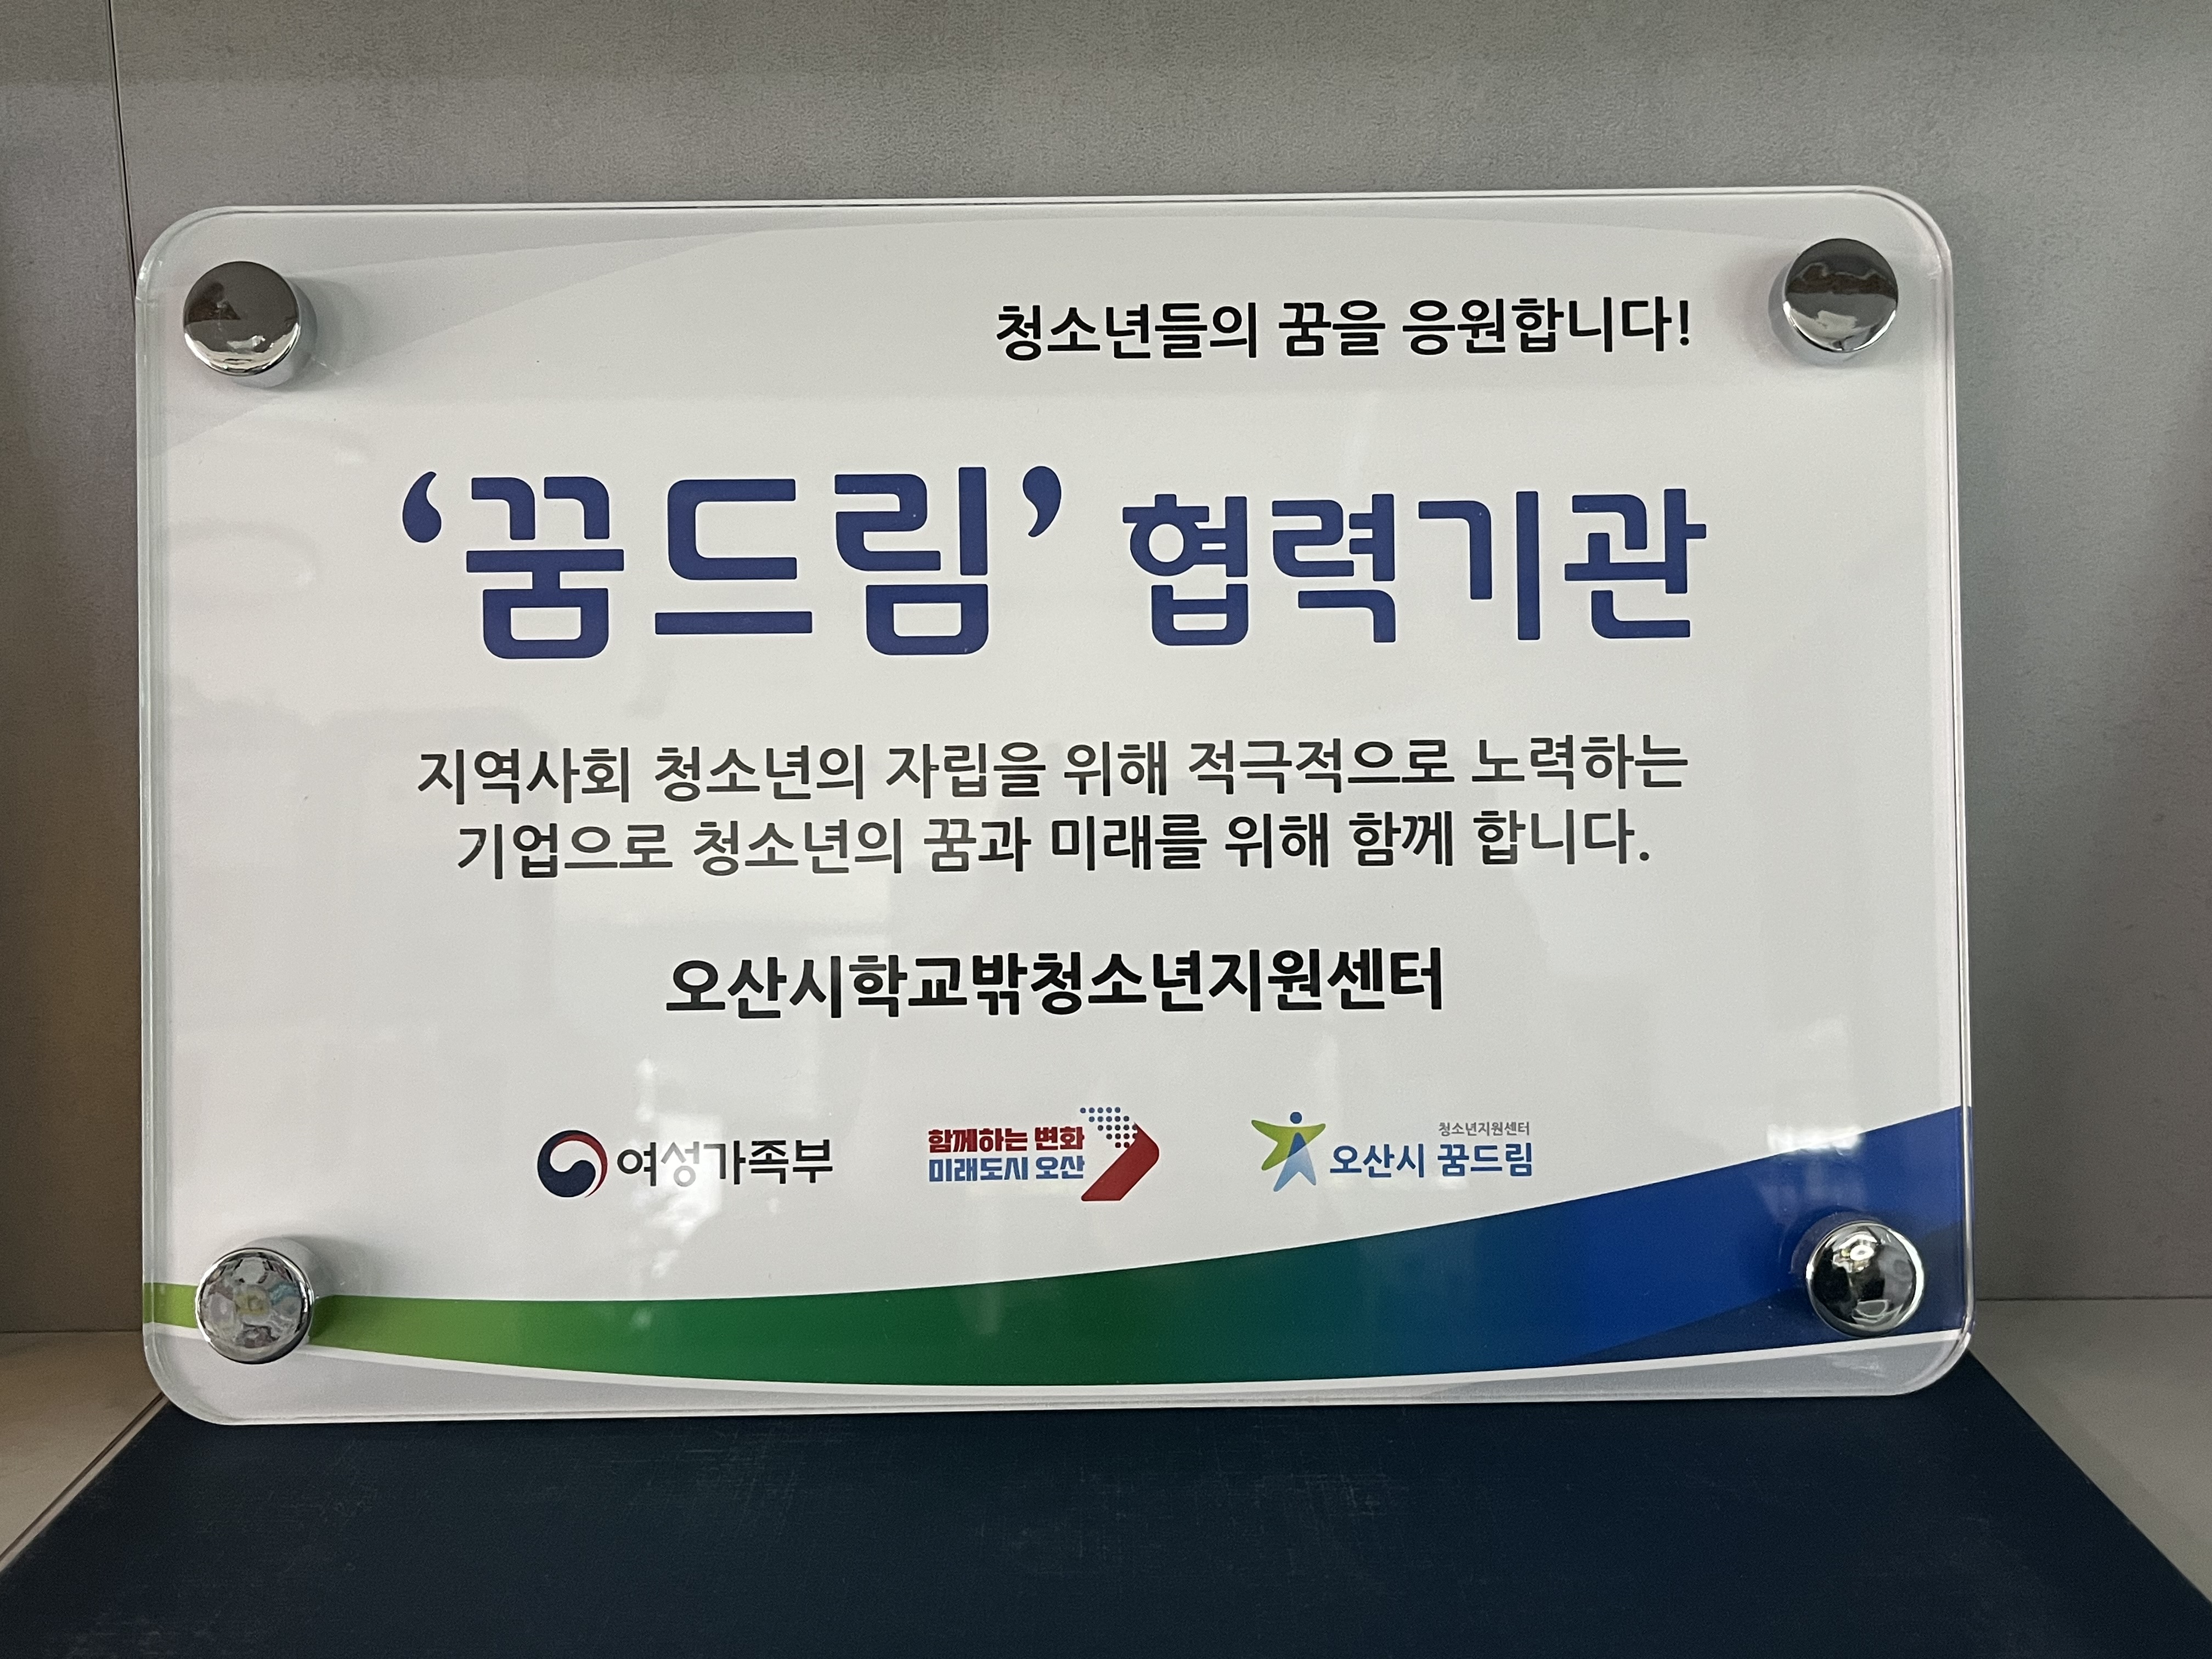 청소년들의 꿈을 응원합니다!
‘꿈드림’ 협력기관
지역사회 청소년의 자립을 위해 적극적으로 노력하는
기업으로 청소년의 꿈과 미래를 위해 함께 합니다.
오산시학교밖청소년지원센터
여성가족부
함께하는 변화
미래도시 오산
청소년지원센터
오산시 꿈드림